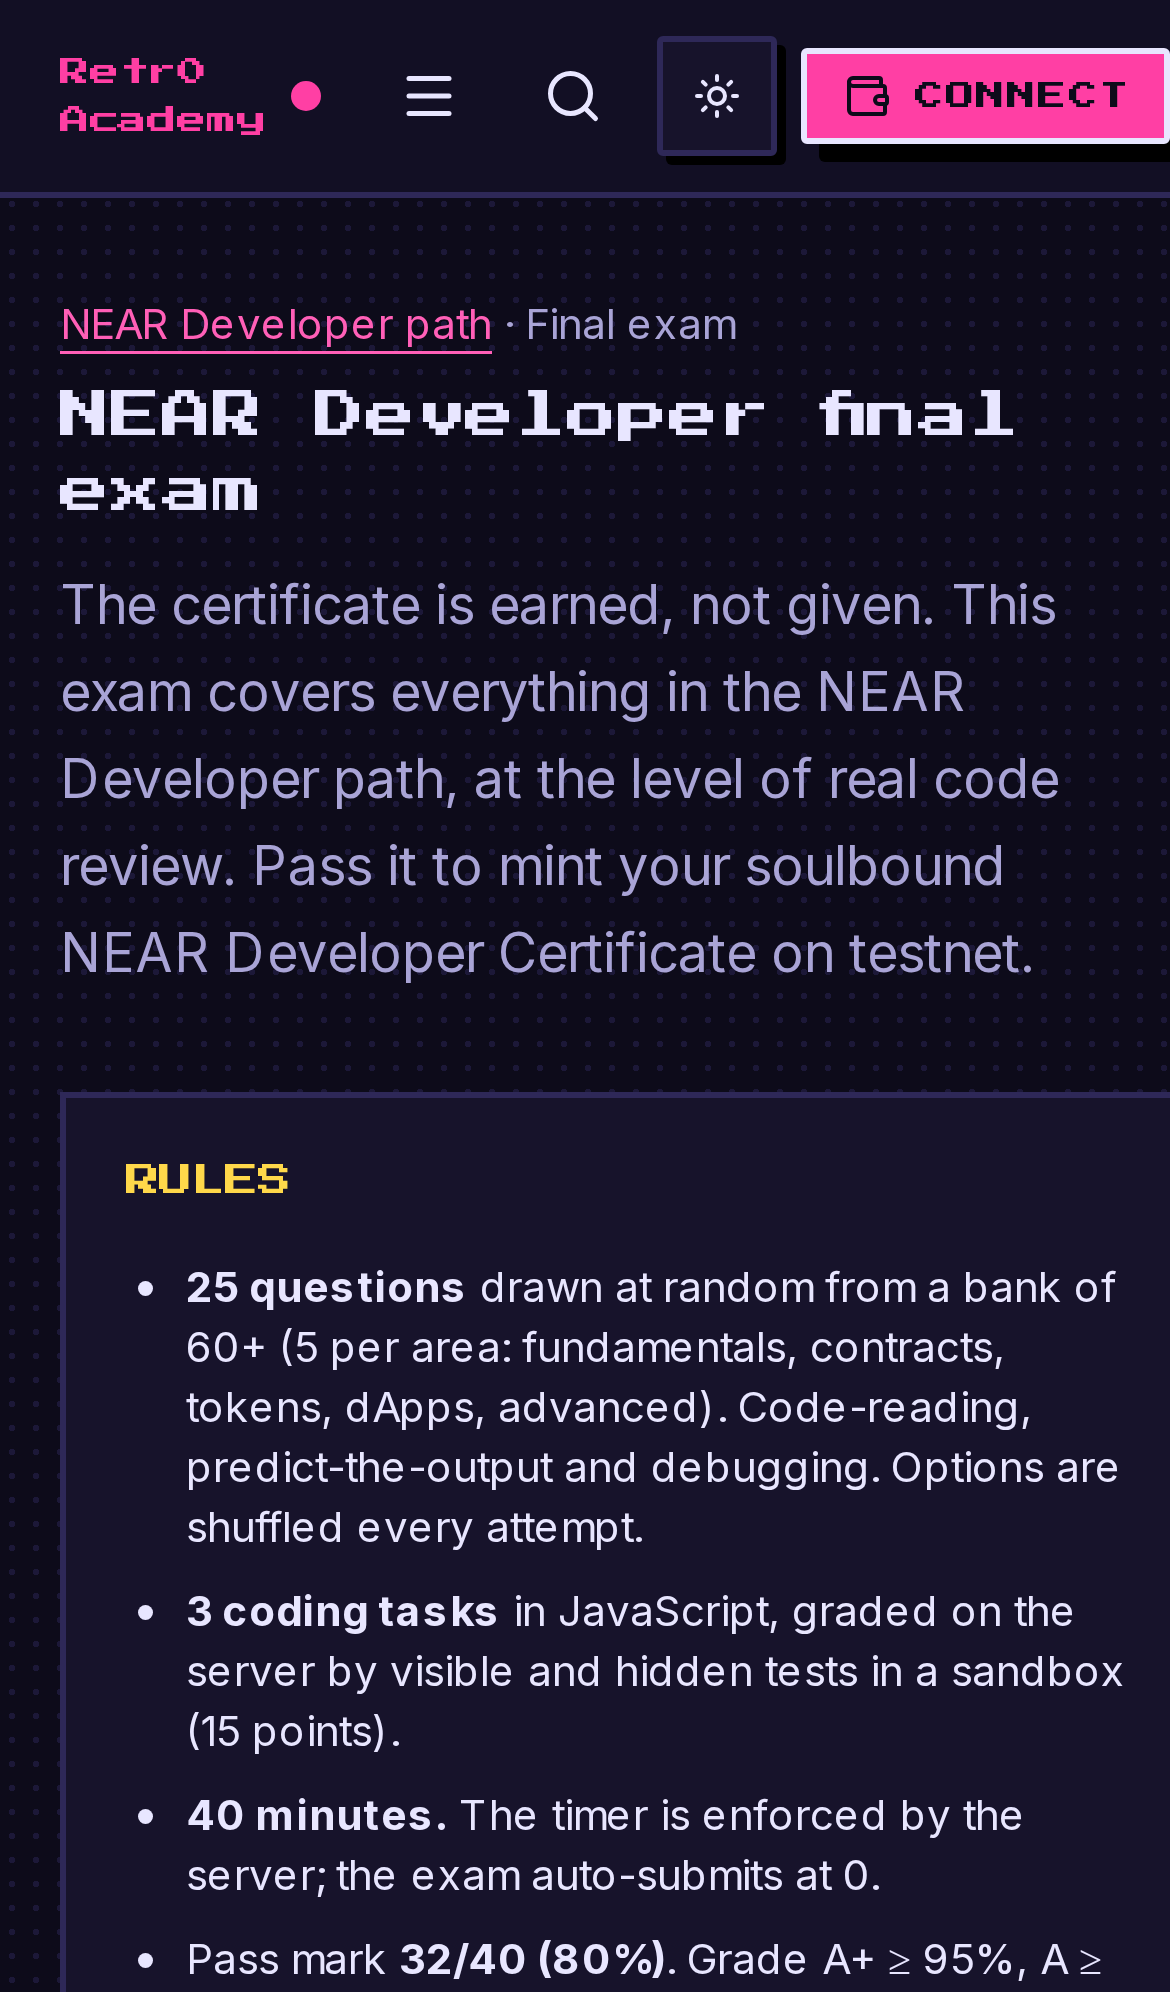 Retr0
Academy
CONNECT
NEAR Developer path · Final exam
NEAR Developer final
exam
The certificate is earned, not given. This
exam covers everything in the NEAR
Developer path, at the level of real code
review. Pass it to mint your soulbound
NEAR Developer Certificate on testnet.
RULES
• 25 questions drawn at random from a bank of
60+ (5 per area: fundamentals, contracts,
tokens, dApps, advanced). Code-reading,
predict-the-output and debugging. Options are
shuffled every attempt.
• 3 coding tasks in JavaScript, graded on the
server by visible and hidden tests in a sandbox
(15 points).
• 40 minutes. The timer is enforced by the
server; the exam auto-submits at 0.
• Pass mark 32/40 (80%). Grade A+ ≥ 95%, A ≥